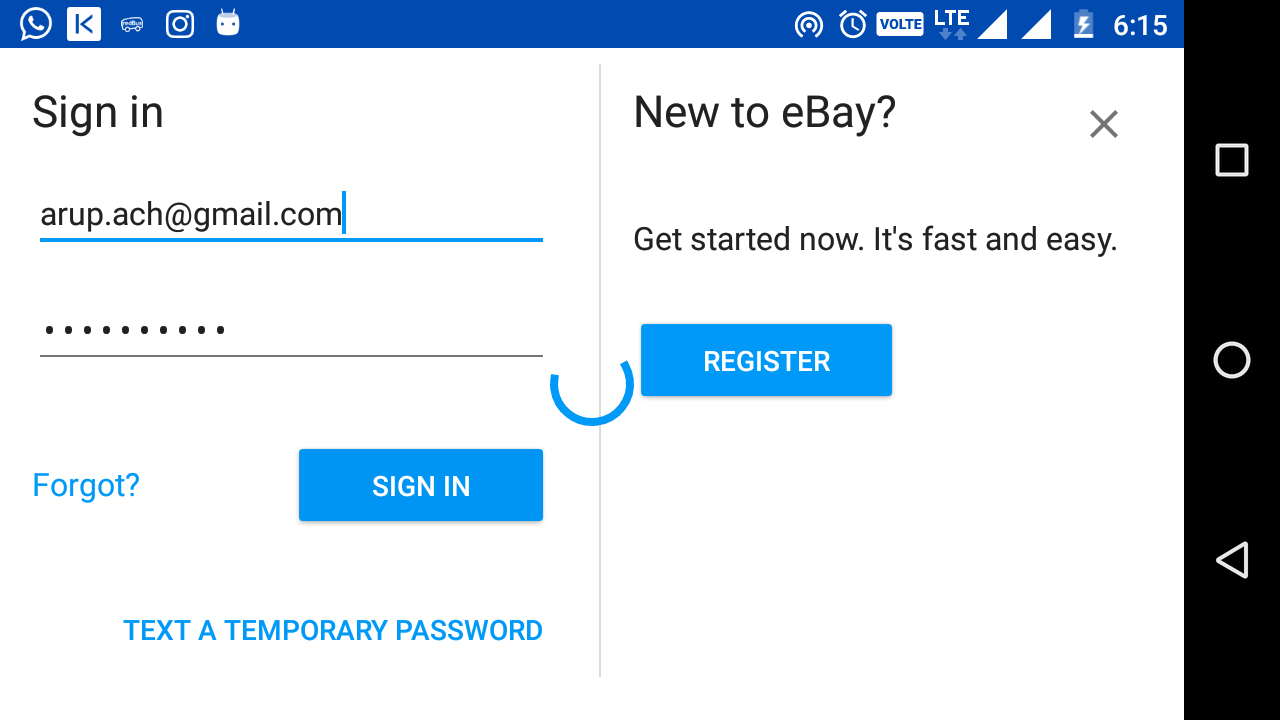 redBus
VOLTE
LTE
6:15
Sign in
arup.ach@gmail.com
Forgot?
SIGN IN
TEXT A TEMPORARY PASSWORD
New to eBay?
Get started now. It's fast and easy.
REGISTER